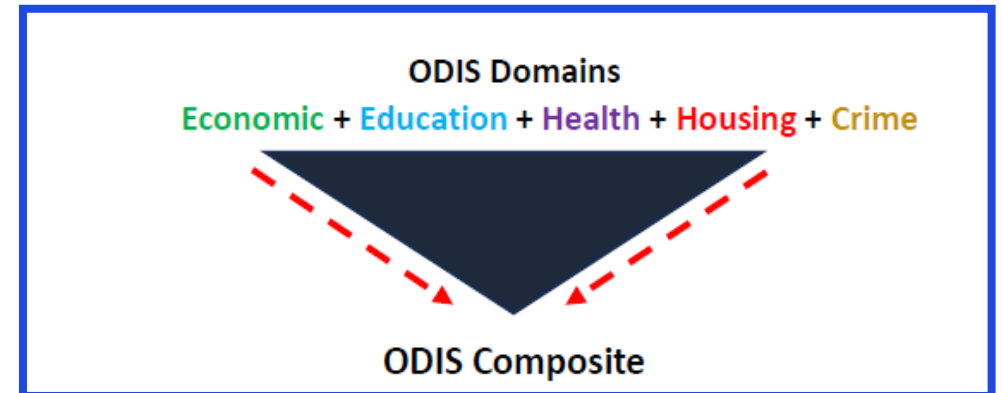 ODIS Domains
Economic + Education + Health + Housing + Crime
ODIS Composite